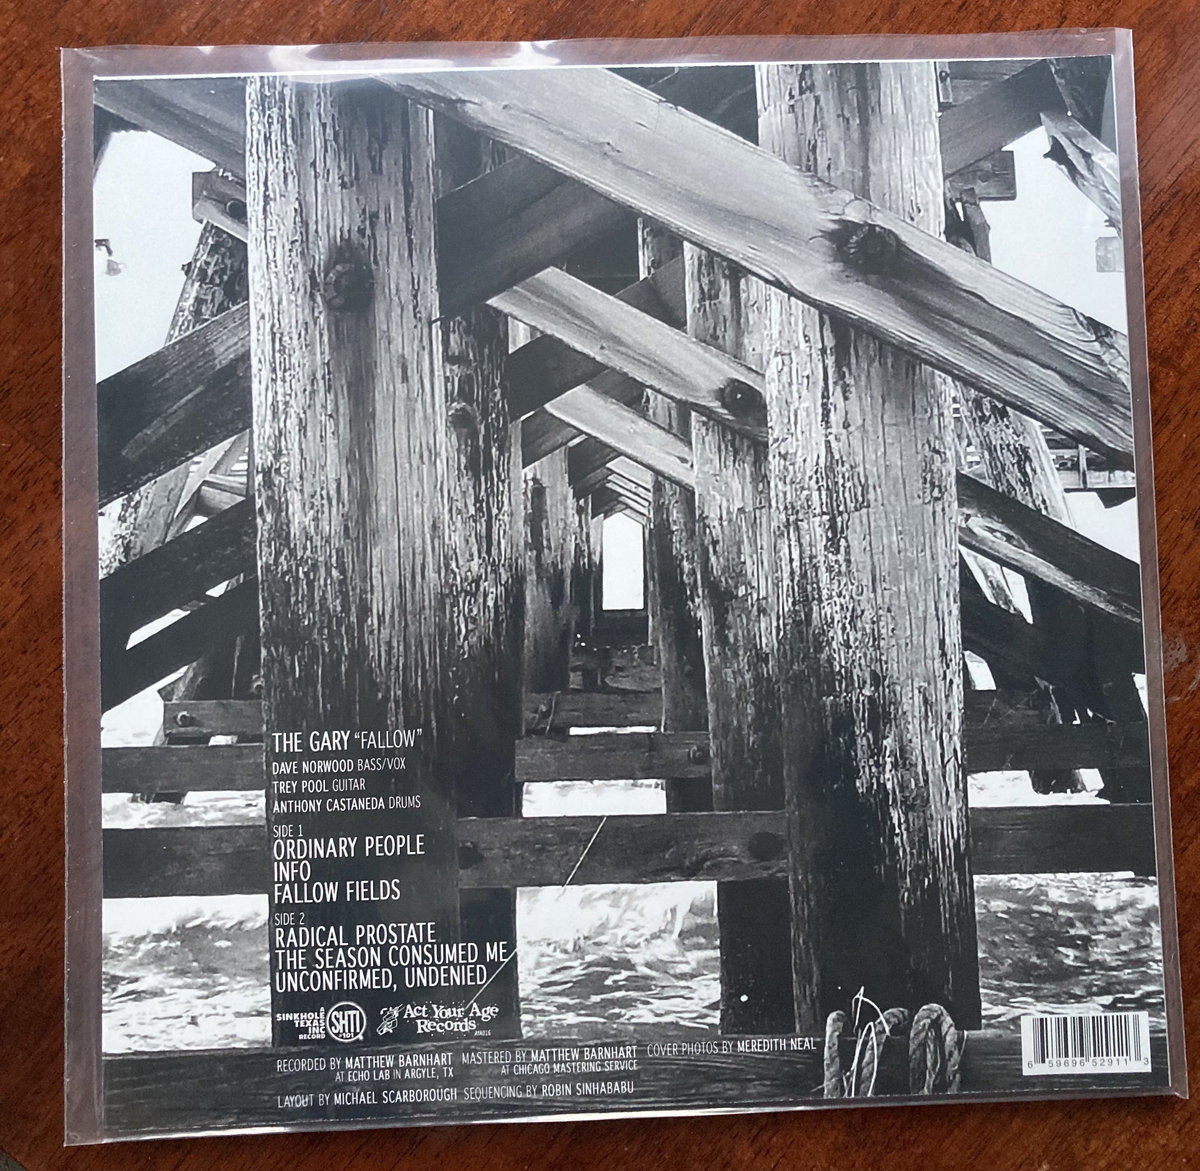 THE GARY "FALLOW"
DAVE NORWOOD BASS/VOX
TREY POOL GUITAR
ANTHONY CASTANEDA DRUMS
SIDE 1
ORDINARY PEOPLE
INFO
FALLOW FIELDS
SIDE 2
RADICAL PROSTATE
THE SEASON CONSUMED ME
UNCONFIRMED, UNDENIED
SINKHOLE
TEXAS
INC
RECORD
SHTI
#101
Act Your Age
Records
RECORDED BY MATTHEW BARNHART
AT ECHO LAB IN ARGYLE, TX
MASTERED BY MATTHEW BARNHART
AT CHICAGO MASTERING SERVICE
COVER PHOTOS BY MEREDITH NEAL
LAYOUT BY MICHAEL SCARBOROUGH
SEQUENCING BY ROBIN SINHABABU
6 59696 52911 3